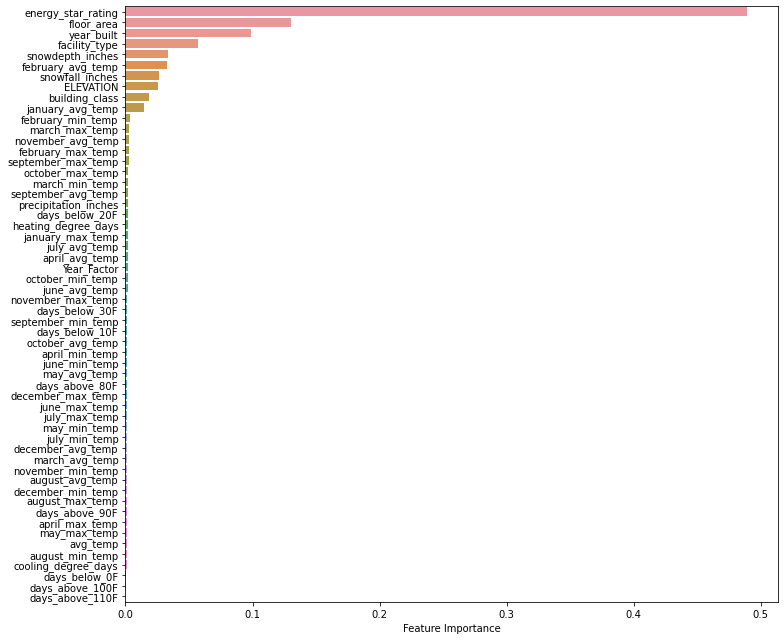 energy_star_rating
floor_area
year_built
facility_type
snowdepth_inches
february_avg_temp
snowfall_inches
ELEVATION
building_class
january_avg_temp
february_min_temp
march_max_temp
november_avg_temp
february_max_temp
september_max_temp
october_max_temp
march_min_temp
september_avg_temp
precipitation_inches
days_below_20F
heating_degree_days
january_max_temp
july_avg_temp
april_avg_temp
Year_Factor
october_min_temp
june_avg_temp
november_max_temp
days_below_30F
september_min_temp
days_below_10F
october_avg_temp
april_min_temp
june_min_temp
may_avg_temp
days_above_80F
december_max_temp
june_max_temp
july_max_temp
may_min_temp
july_min_temp
december_avg_temp
march_avg_temp
november_min_temp
august_avg_temp
december_min_temp
august_max_temp
days_above_90F
april_max_temp
may_max_temp
avg_temp
august_min_temp
cooling_degree_days
days_below_0F
days_above_100F
days_above_110F
0.0 0.1 0.2 0.3 0.4 0.5
Feature Importance